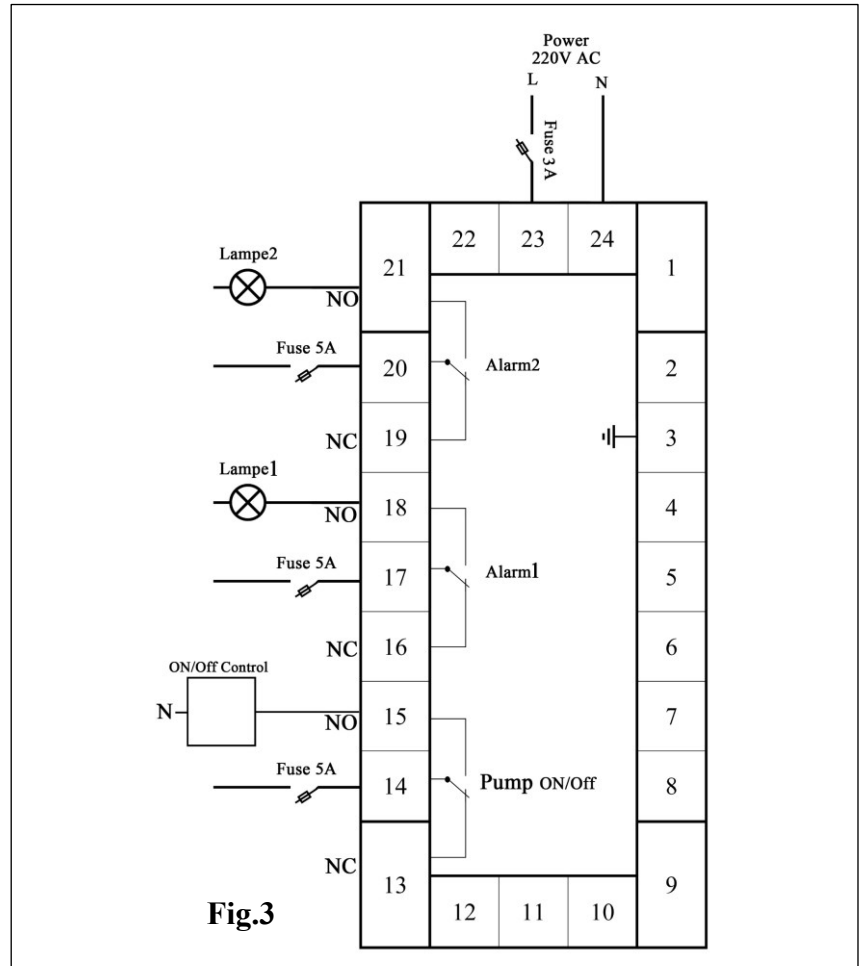 Power
220V AC
L N
Fuse 3 A
22 23 24
21
1
Lampe2
NO
Fuse 5A
20
Alarm2
2
NC
19
3
Lampe1
NO
18
4
Fuse 5A
17
Alarm1
5
NC
16
6
ON/Off Control
N
NO
15
7
Fuse 5A
14
Pump ON/Off
8
NC
13
9
12 11 10
Fig.3